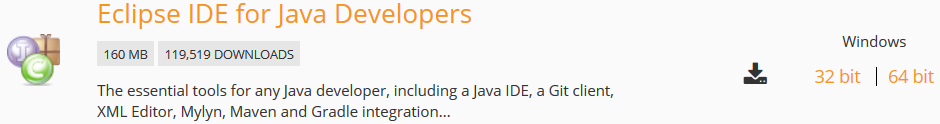 Eclipse IDE for Java Developers
160 MB 119,519 DOWNLOADS
The essential tools for any Java developer, including a Java IDE, a Git client,
XML Editor, Mylyn, Maven and Gradle integration...
Windows
32 bit | 64 bit